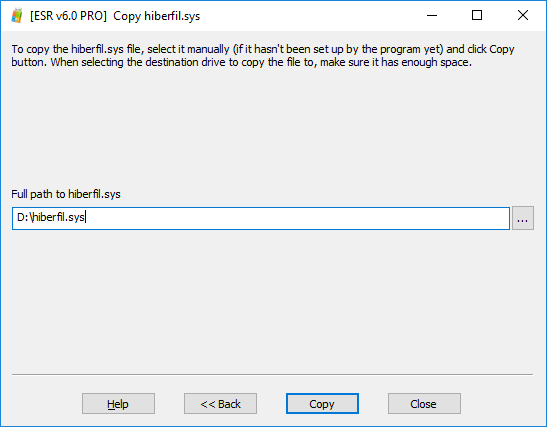 [ESR v6.0 PRO]  Copy hiberfil.sys
To copy the hiberfil.sys file, select it manually (if it hasn't been set up by the program yet) and click Copy
button. When selecting the destination drive to copy the file to, make sure it has enough space.
Full path to hiberfil.sys
D:\hiberfil.sys
...
Help
<< Back
Copy
Close